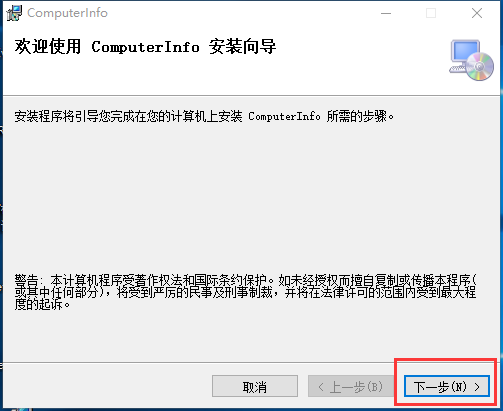 ComputerInfo
欢迎使用 ComputerInfo 安装向导
安装程序将引导您完成在您的计算机上安装 ComputerInfo 所需的步骤。
警告: 本计算机程序受著作权法和国际条约保护。如未经授权而擅自复制或传播本程序(
或其中任何部分)，将受到严厉的民事及刑事制裁，并将在法律许可的范围内受到最大程
度的起诉。
取消
< 上一步(B)
下一步(N) >